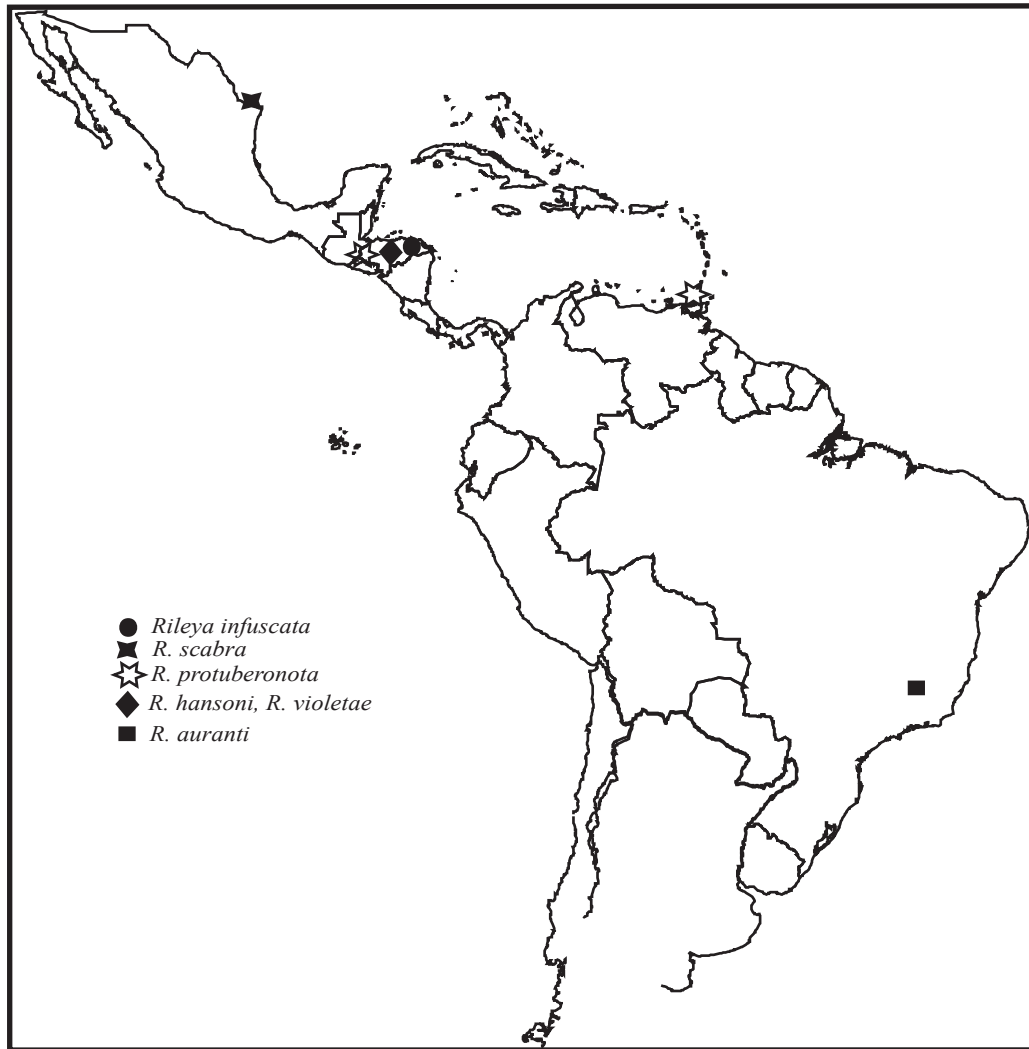 Rileya infuscata
R. scabra
R. protuberonota
R. hansoni, R. violetae
R. auranti